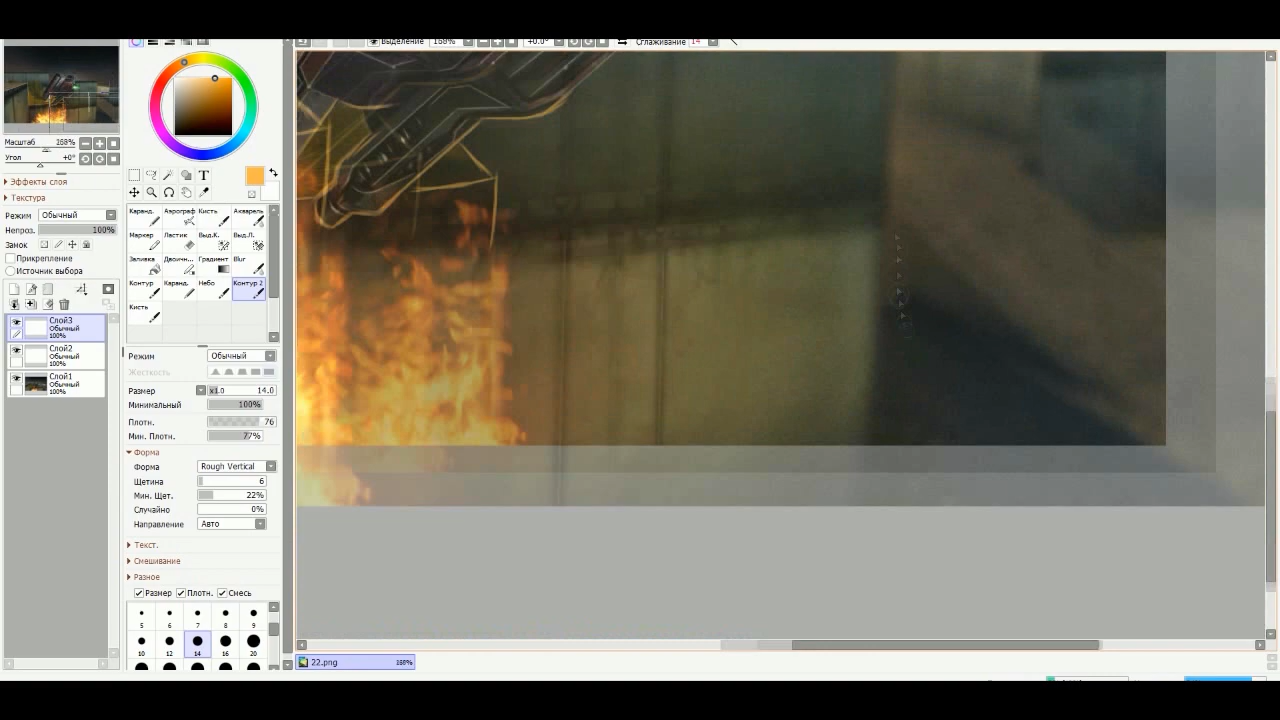 Выделение 168% +0.0° Сглаживание 14
Масштаб 168%
Угол +0°
Эффекты слоя
Текстура
Режим Обычный
Непроз. 100%
Замок
Прикрепление
Источник выбора
Слой3
Обычный
100%
Слой2
Обычный
100%
Слой1
Обычный
100%
T
Каранд. Аэрограф Кисть Акварель
Маркер Ластик Выд.К. Выд.Л.
Заливка Двоичн... Градиент Blur
Контур Каранд. Небо Контур 2
Кисть
Режим Обычный
Жесткость
Размер x1.0 14.0
Минимальный 100%
Плотн. 76
Мин. Плотн. 77%
Форма
Форма Rough Vertical
Щетина 6
Мин. Щет. 22%
Случайно 0%
Направление Авто
Текст.
Смешивание
Разное
Размер Плотн. Смесь
5 6 7 8 9
10 12 14 16 20
22.png 168%